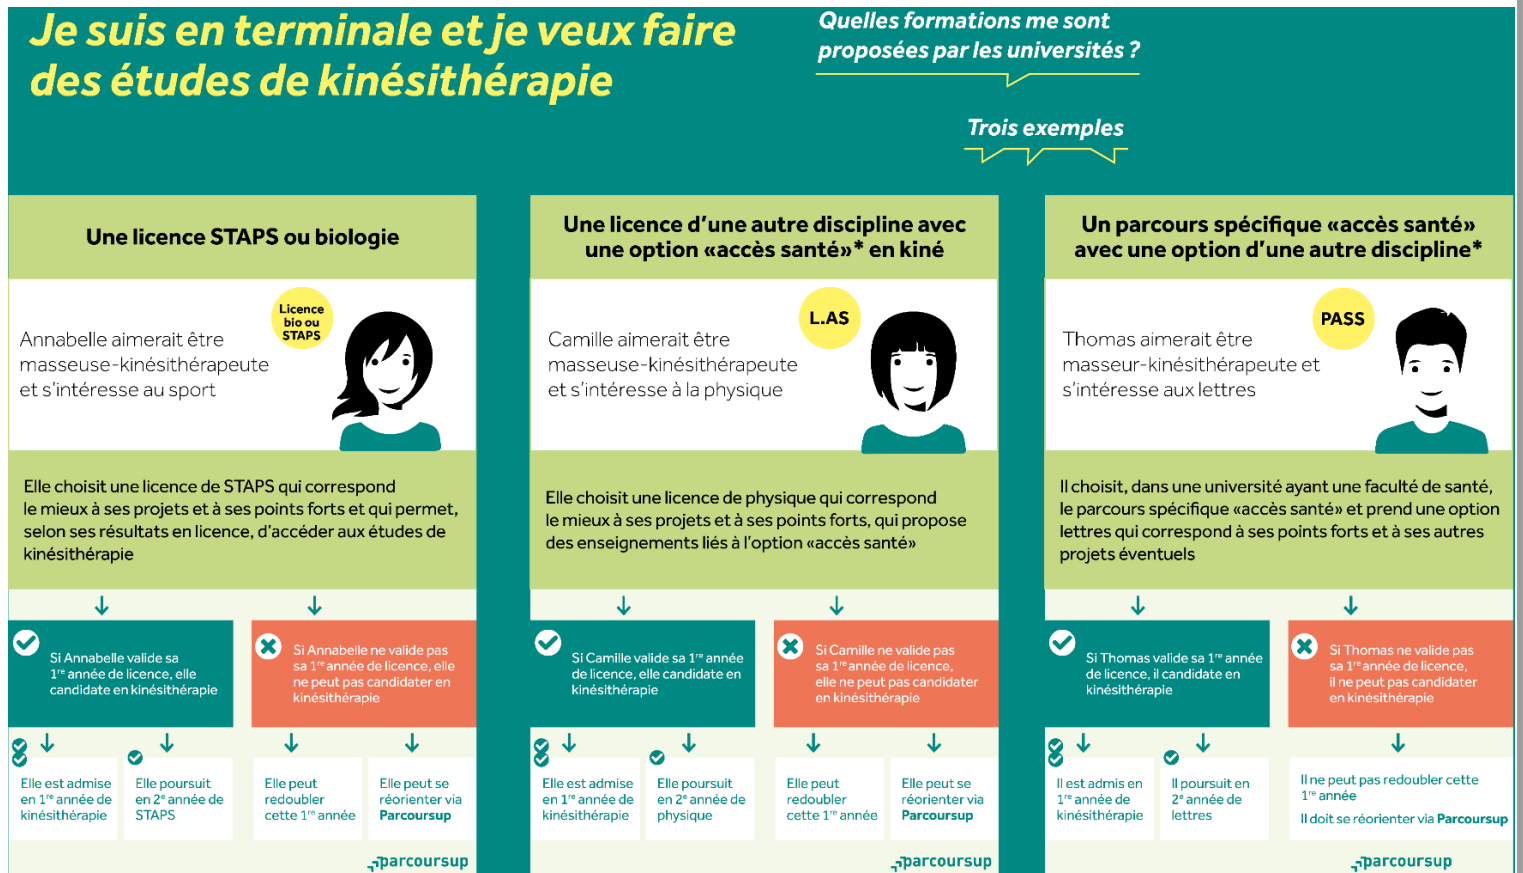 Je suis en terminale et je veux faire
des études de kinésithérapie
Quelles formations me sont
proposées par les universités ?
Trois exemples
Une licence STAPS ou biologie
Licence
bio ou
STAPS
Annabelle aimerait être
masseuse-kinésithérapeute
et s'intéresse au sport
Elle choisit une licence de STAPS qui correspond
le mieux à ses projets et à ses points forts et qui permet,
selon ses résultats en licence, d'accéder aux études de
kinésithérapie
Si Annabelle valide sa
1re année de licence, elle
candidate en kinésithérapie
Si Annabelle ne valide pas
sa 1re année de licence, elle
ne peut pas candidater en
kinésithérapie
Elle est admise
en 1re année de
kinésithérapie
Elle poursuit
en 2e année de
STAPS
Elle peut
redoubler
cette 1re année
Elle peut se
réorienter via
Parcoursup
parcoursup
Une licence d'une autre discipline avec
une option «accès santé»* en kiné
L.AS
Camille aimerait être
masseuse-kinésithérapeute
et s'intéresse à la physique
Elle choisit une licence de physique qui correspond
le mieux à ses projets et à ses points forts, qui propose
des enseignements liés à l'option «accès santé»
Si Camille valide sa 1re année
de licence, elle candidate en
kinésithérapie
Si Camille ne valide pas
sa 1re année de licence,
elle ne peut pas candidater
en kinésithérapie
Elle est admise
en 1re année de
kinésithérapie
Elle poursuit
en 2e année de
physique
Elle peut
redoubler
cette 1re année
Elle peut se
réorienter via
Parcoursup
parcoursup
Un parcours spécifique «accès santé»
avec une option d'une autre discipline*
PASS
Thomas aimerait être
masseur-kinésithérapeute et
s'intéresse aux lettres
Il choisit, dans une université ayant une faculté de santé,
le parcours spécifique «accès santé» et prend une option
lettres qui correspond à ses points forts et à ses autres
projets éventuels
Si Thomas valide sa 1re année
de licence, il candidate en
kinésithérapie
Si Thomas ne valide pas
sa 1re année de licence,
il ne peut pas candidater
en kinésithérapie
Il est admis en
1re année de
kinésithérapie
Il poursuit en
2e année de
lettres
Il ne peut pas redoubler cette
1re année
Il doit se réorienter via Parcoursup
parcoursup